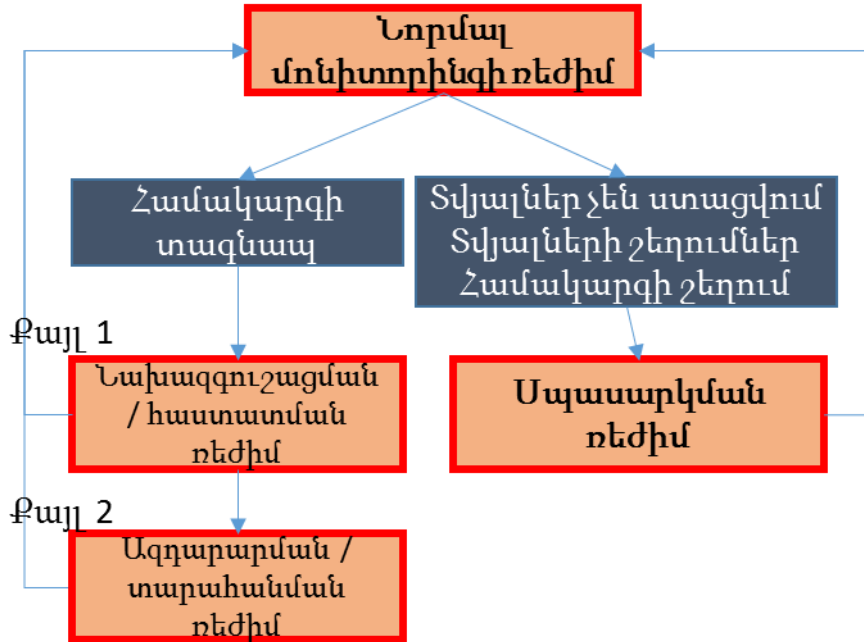 Նորմալ
մոնիտորինգի ռեժիմ
Համակարգի
տագնապ
Տվյալներ չեն ստացվում
Տվյալների շեղումներ
Համակարգի շեղում
Քայլ 1
Նախազգուշացման
/ հաստատման
ռեժիմ
Սպասարկման
ռեժիմ
Քայլ 2
Ազդարարման /
տարահանման
ռեժիմ